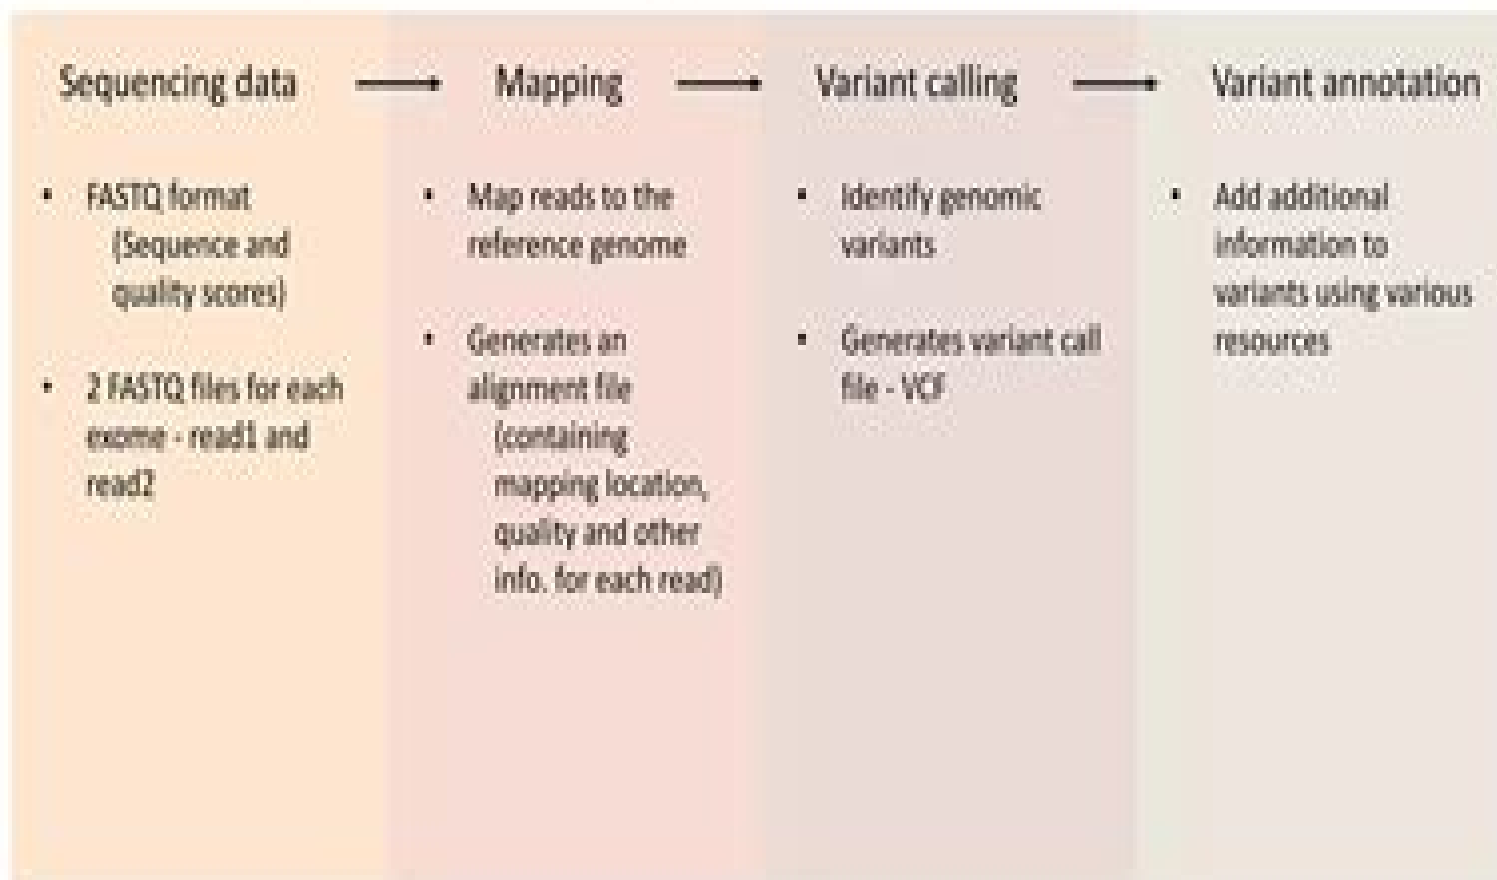 Sequencing data
Mapping
Variant calling
Variant annotation
• FASTQ format
(Sequence and
quality scores)
• 2 FASTQ files for each
exome - read1 and
read2
• Map reads to the
reference genome
• Generates an
alignment file
(containing
mapping location,
quality and other
info. for each read)
• Identify genomic
variants
• Generates variant call
file - VCF
• Add additional
information to
variants using various
resources